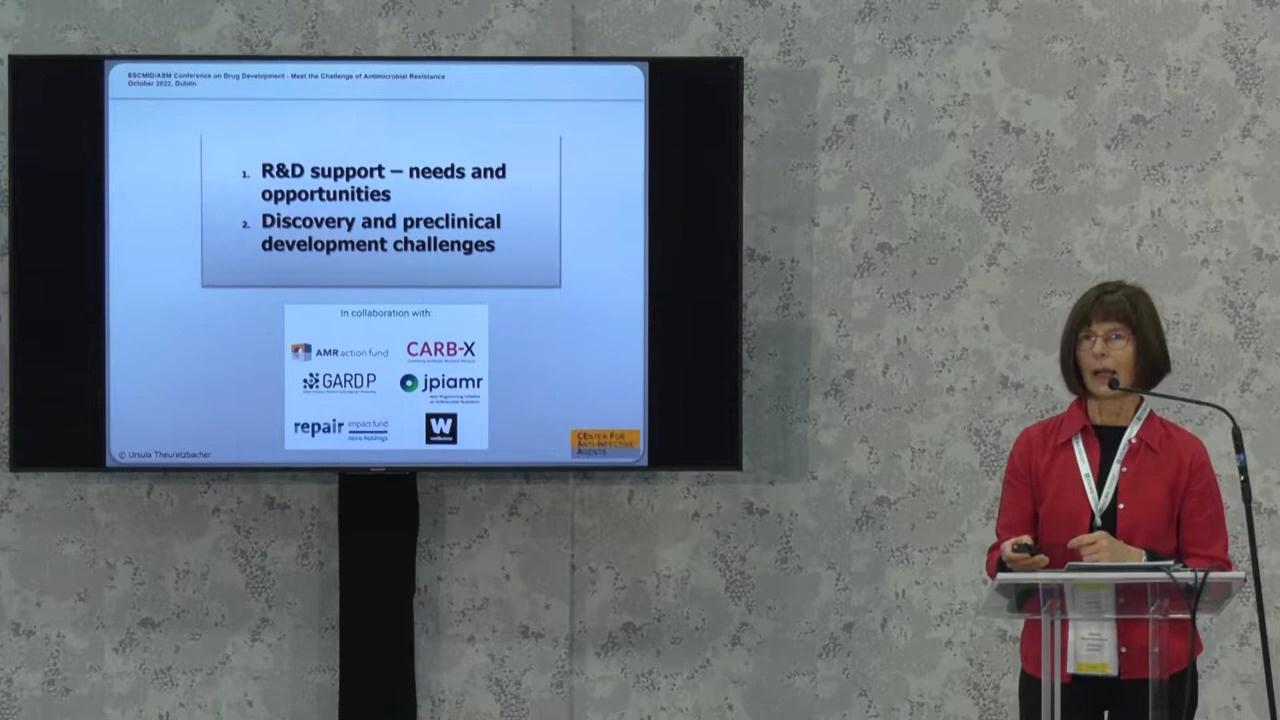 ESCMID/ASM Conference on Drug Development - Meet the Challenge of Antimicrobial Resistance
October 2022, Dublin
1. R&D support – needs and
opportunities
2. Discovery and preclinical
development challenges
In collaboration with:
AMR action fund
CARB-X
GARDP
jpiamr
repair impact fund
novo holdings
W
wellcome
CENTER FOR
ANTI-INFECTIVE
AGENTS
© Ursula Theuretzbacher